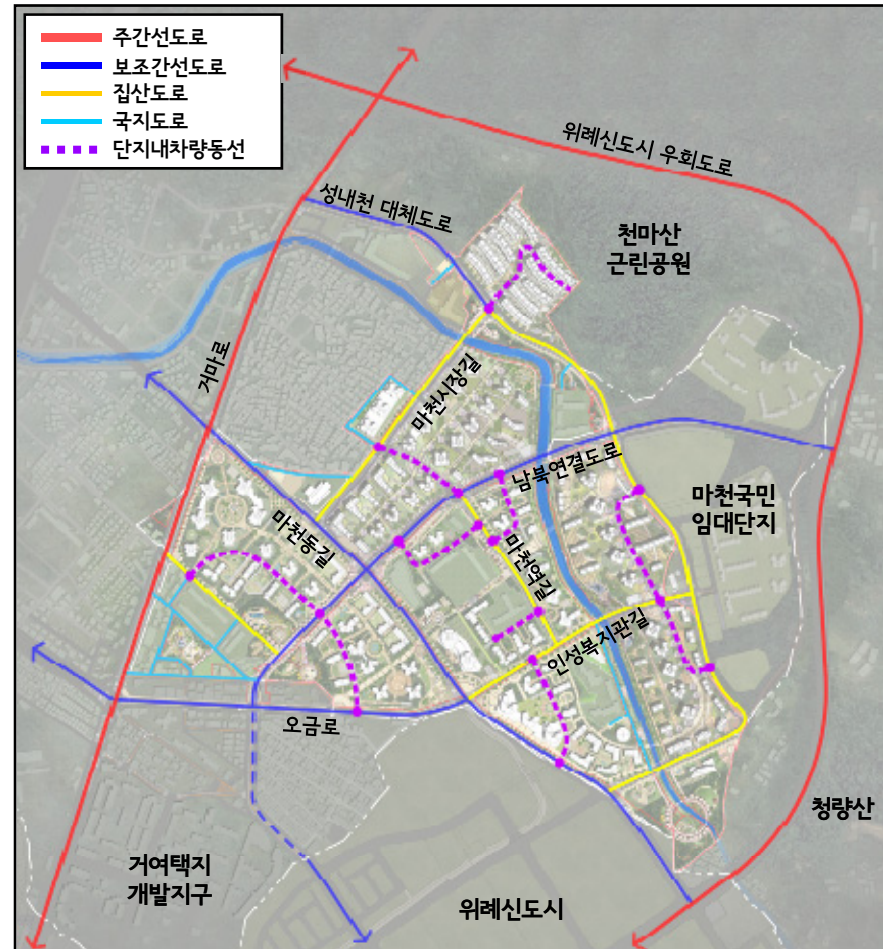 주간선도로
보조간선도로
집산도로
국지도로
단지내차량동선
위례신도시 우회도로
성내천 대체도로
천마산
근린공원
거마로
마천시장길
남북연결도로
마천국민
임대단지
마천동길
마천역길
인성복지관길
오금로
청량산
거여택지
개발지구
위례신도시